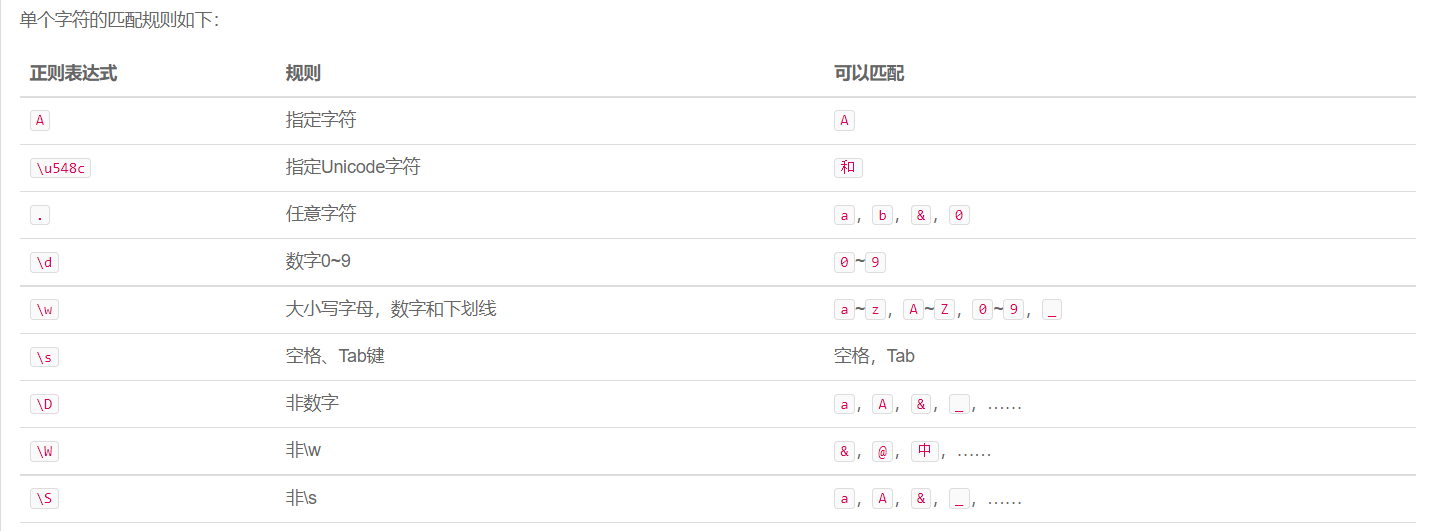 单个字符的匹配规则如下：
正则表达式 规则 可以匹配
A 指定字符 A
\u548c 指定Unicode字符 和
. 任意字符 a，b，&，0
\d 数字0~9 0~9
\w 大小写字母，数字和下划线 a~z，A~Z，0~9，_
\s 空格、Tab键 空格，Tab
\D 非数字 a，A，&，_，……
\W 非\w &，@，中，……
\S 非\s a，A，&，_，……